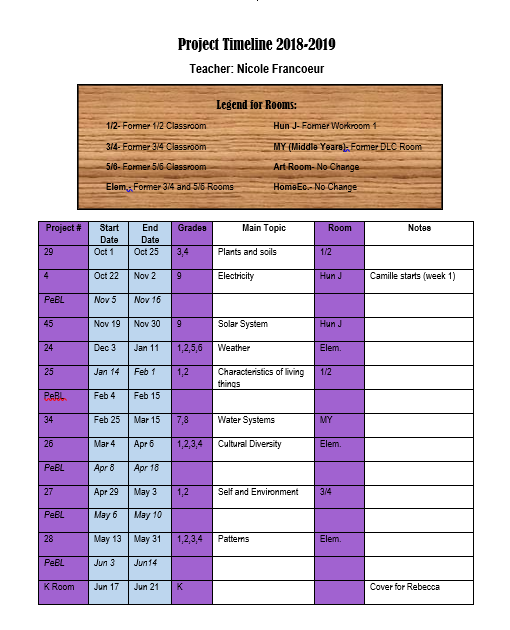 Project Timeline 2018-2019
Teacher: Nicole Francoeur
Legend for Rooms:
1/2- Former 1/2 Classroom Hun J- Former Workroom 1
3/4- Former 3/4 Classroom MY (Middle Years)- Former DLC Room
5/6- Former 5/6 Classroom Art Room- No Change
Elem.- Former 3/4 and 5/6 Rooms HomeEc.- No Change
Project # Start Date End Date Grades Main Topic Room Notes
29 Oct 1 Oct 25 3,4 Plants and soils 1/2
4 Oct 22 Nov 2 9 Electricity Hun J Camille starts (week 1)
PeBL Nov 5 Nov 16
45 Nov 19 Nov 30 9 Solar System Hun J
24 Dec 3 Jan 11 1,2,5,6 Weather Elem.
25 Jan 14 Feb 1 1,2 Characteristics of living things 1/2
PeBL Feb 4 Feb 15
34 Feb 25 Mar 15 7,8 Water Systems MY
26 Mar 4 Apr 6 1,2,3,4 Cultural Diversity Elem.
PeBL Apr 8 Apr 18
27 Apr 29 May 3 1,2 Self and Environment 3/4
PeBL May 6 May 10
28 May 13 May 31 1,2,3,4 Patterns Elem.
PeBL Jun 3 Jun14
K Room Jun 17 Jun 21 K Cover for Rebecca